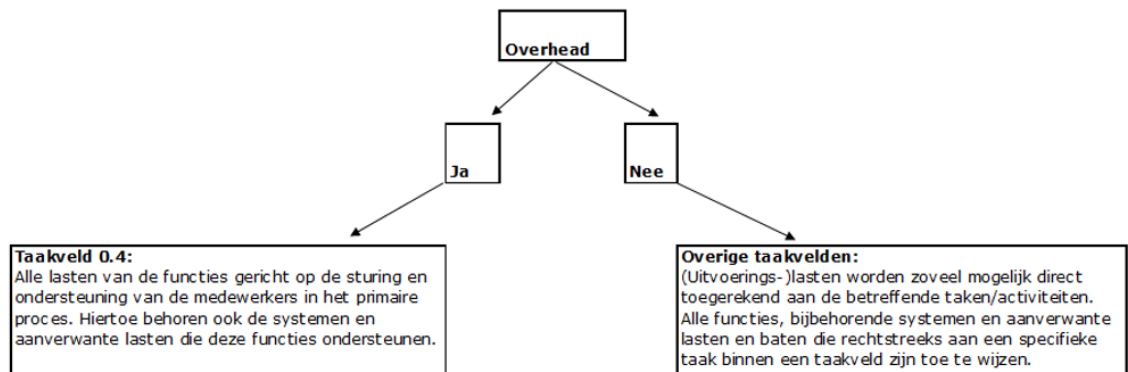 Overhead
Ja
Nee
Taakveld 0.4:
Alle lasten van de functies gericht op de sturing en
ondersteuning van de medewerkers in het primaire
proces. Hiertoe behoren ook de systemen en
aanverwante lasten die deze functies ondersteunen.
Overige taakvelden:
(Uitvoerings-)lasten worden zoveel mogelijk direct
toegerekend aan de betreffende taken/activiteiten.
Alle functies, bijbehorende systemen en aanverwante
lasten en baten die rechtstreeks aan een specifieke
taak binnen een taakveld zijn toe te wijzen.